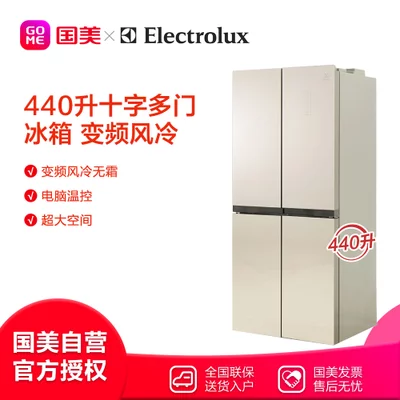 GO
ME 国美 × Electrolux
440升十字多门
冰箱 变频风冷
变频风冷无霜
电脑温控
超大空间
440升
国美自营
官方授权
全国联保
送货入户
国美发票
售后无忧